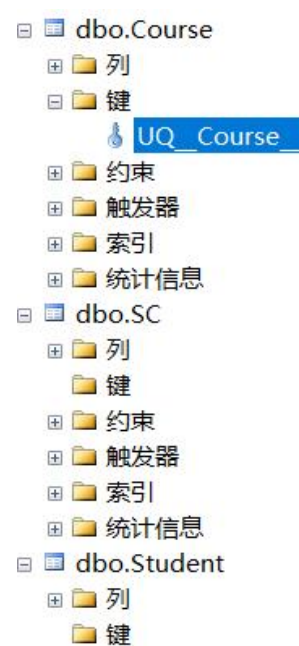 dbo.Course
列
键
UQ__Course__
约束
触发器
索引
统计信息
dbo.SC
列
键
约束
触发器
索引
统计信息
dbo.Student
列
键